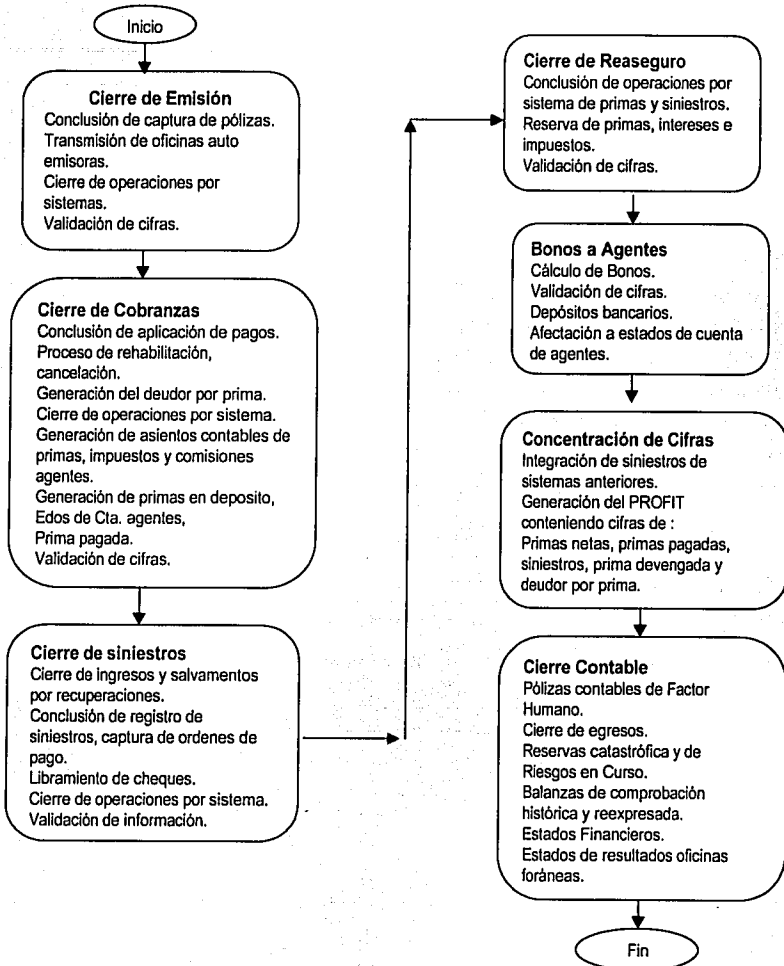 Inicio
Cierre de Emisión
Conclusión de captura de pólizas.
Transmisión de oficinas auto
emisoras.
Cierre de operaciones por
sistemas.
Validación de cifras.
Cierre de Cobranzas
Conclusión de aplicación de pagos.
Proceso de rehabilitación,
cancelación.
Generación del deudor por prima.
Cierre de operaciones por sistema.
Generación de asientos contables de
primas, impuestos y comisiones
agentes.
Generación de primas en deposito,
Edos de Cta. agentes,
Prima pagada.
Validación de cifras.
Cierre de siniestros
Cierre de ingresos y salvamentos
por recuperaciones.
Conclusión de registro de
siniestros, captura de ordenes de
pago.
Libramiento de cheques.
Cierre de operaciones por sistema.
Validación de información.
Cierre de Reaseguro
Conclusión de operaciones por
sistema de primas y siniestros.
Reserva de primas, intereses e
impuestos.
Validación de cifras.
Bonos a Agentes
Cálculo de Bonos.
Validación de cifras.
Depósitos bancarios.
Afectación a estados de cuenta
de agentes.
Concentración de Cifras
Integración de siniestros de
sistemas anteriores.
Generación del PROFIT
conteniendo cifras de :
Primas netas, primas pagadas,
siniestros, prima devengada y
deudor por prima.
Cierre Contable
Pólizas contables de Factor
Humano.
Cierre de egresos.
Reservas catastrófica y de
Riesgos en Curso.
Balanzas de comprobación
histórica y reexpresada.
Estados Financieros.
Estados de resultados oficinas
foráneas.
Fin